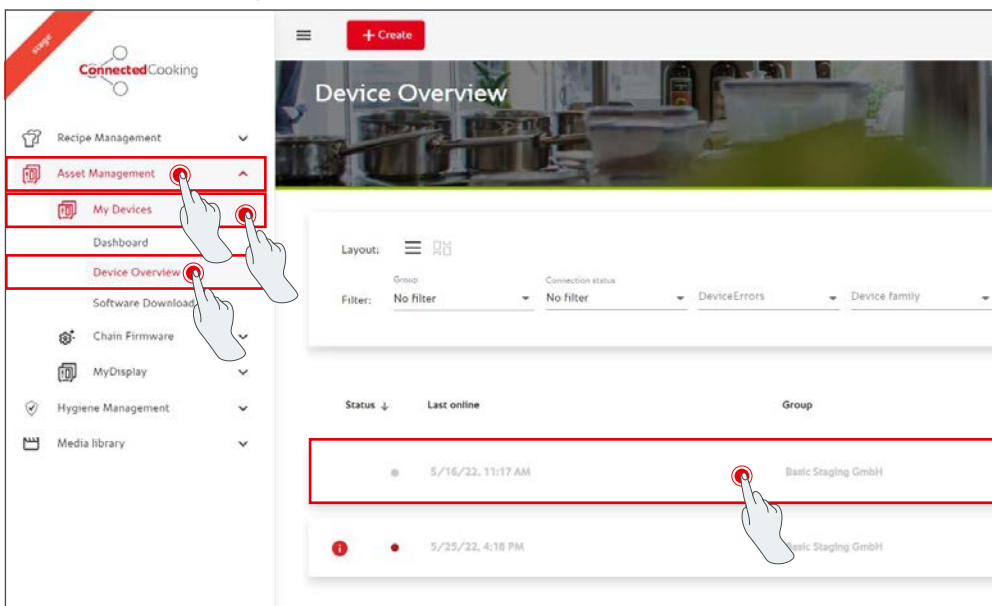 stage
ConnectedCooking
Recipe Management
Asset Management
My Devices
Dashboard
Device Overview
Software Download
Chain Firmware
MyDisplay
Hygiene Management
Media library
+ Create
Device Overview
Layout:
Group
Connection status
Filter: No filter No filter DeviceErrors Device family
Status ↓ Last online Group
5/16/22, 11:17 AM Basic Staging GmbH
5/25/22, 4:18 PM Basic Staging GmbH